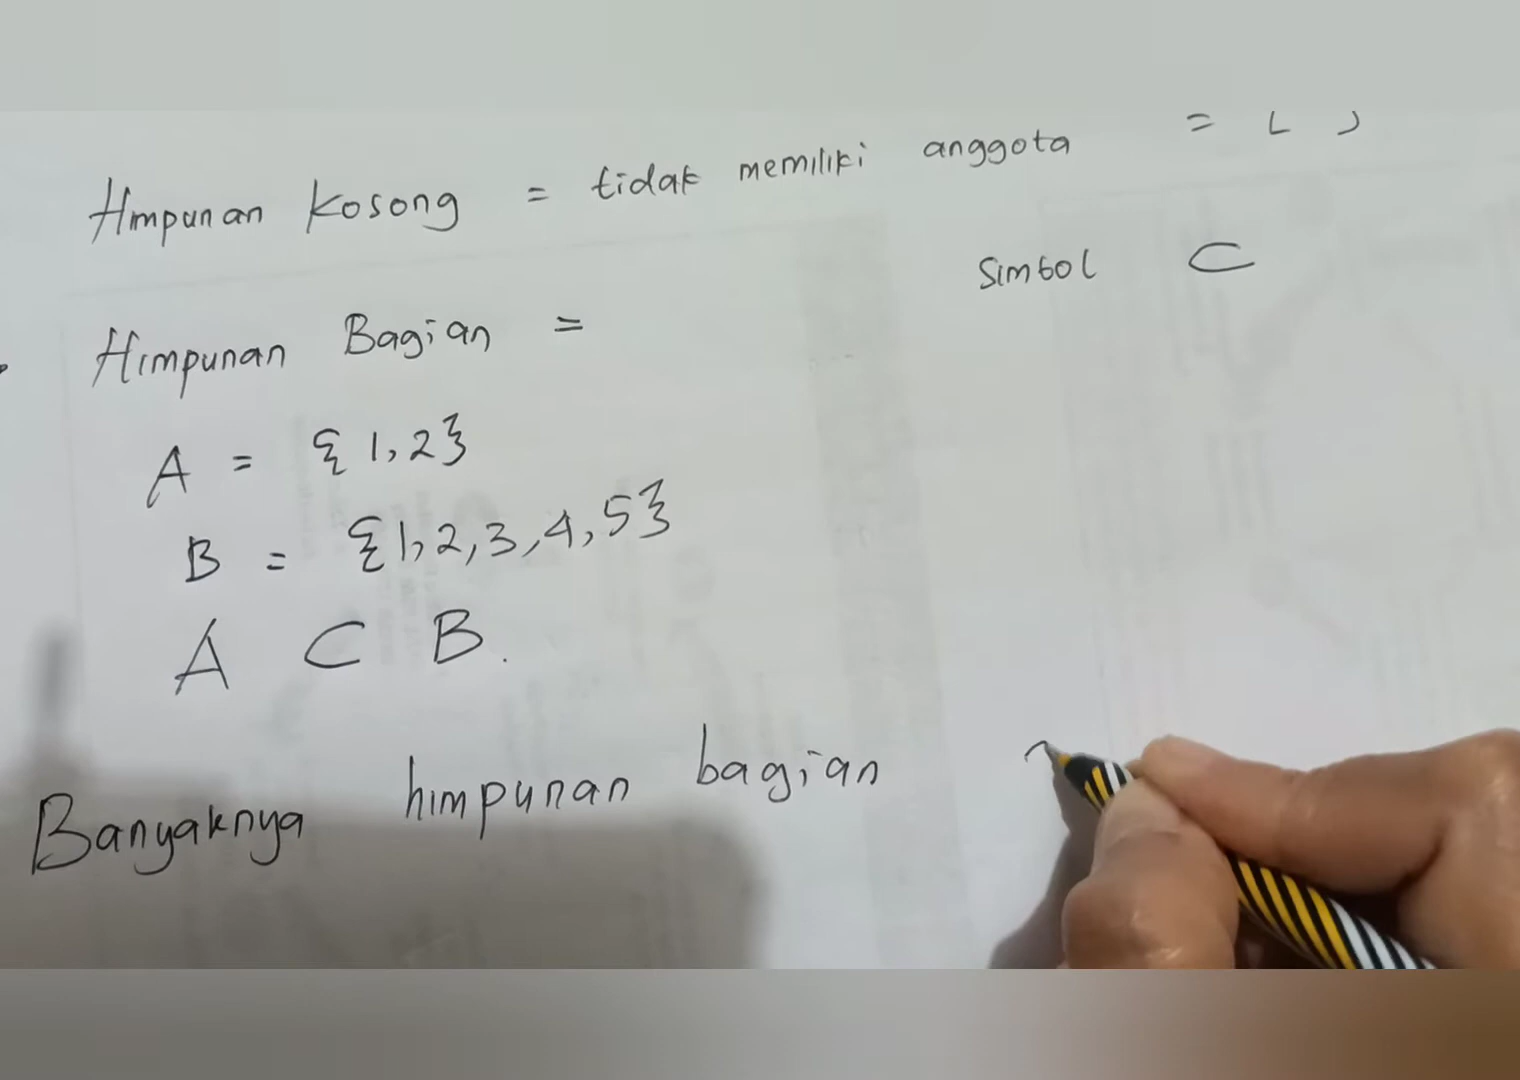 Himpunan Kosong = tidak memiliki anggota = { }
Simbol ⊂
Himpunan Bagian =
A = {1,2}
B = {1,2,3,4,5}
A ⊂ B.
Banyaknya himpunan bagian